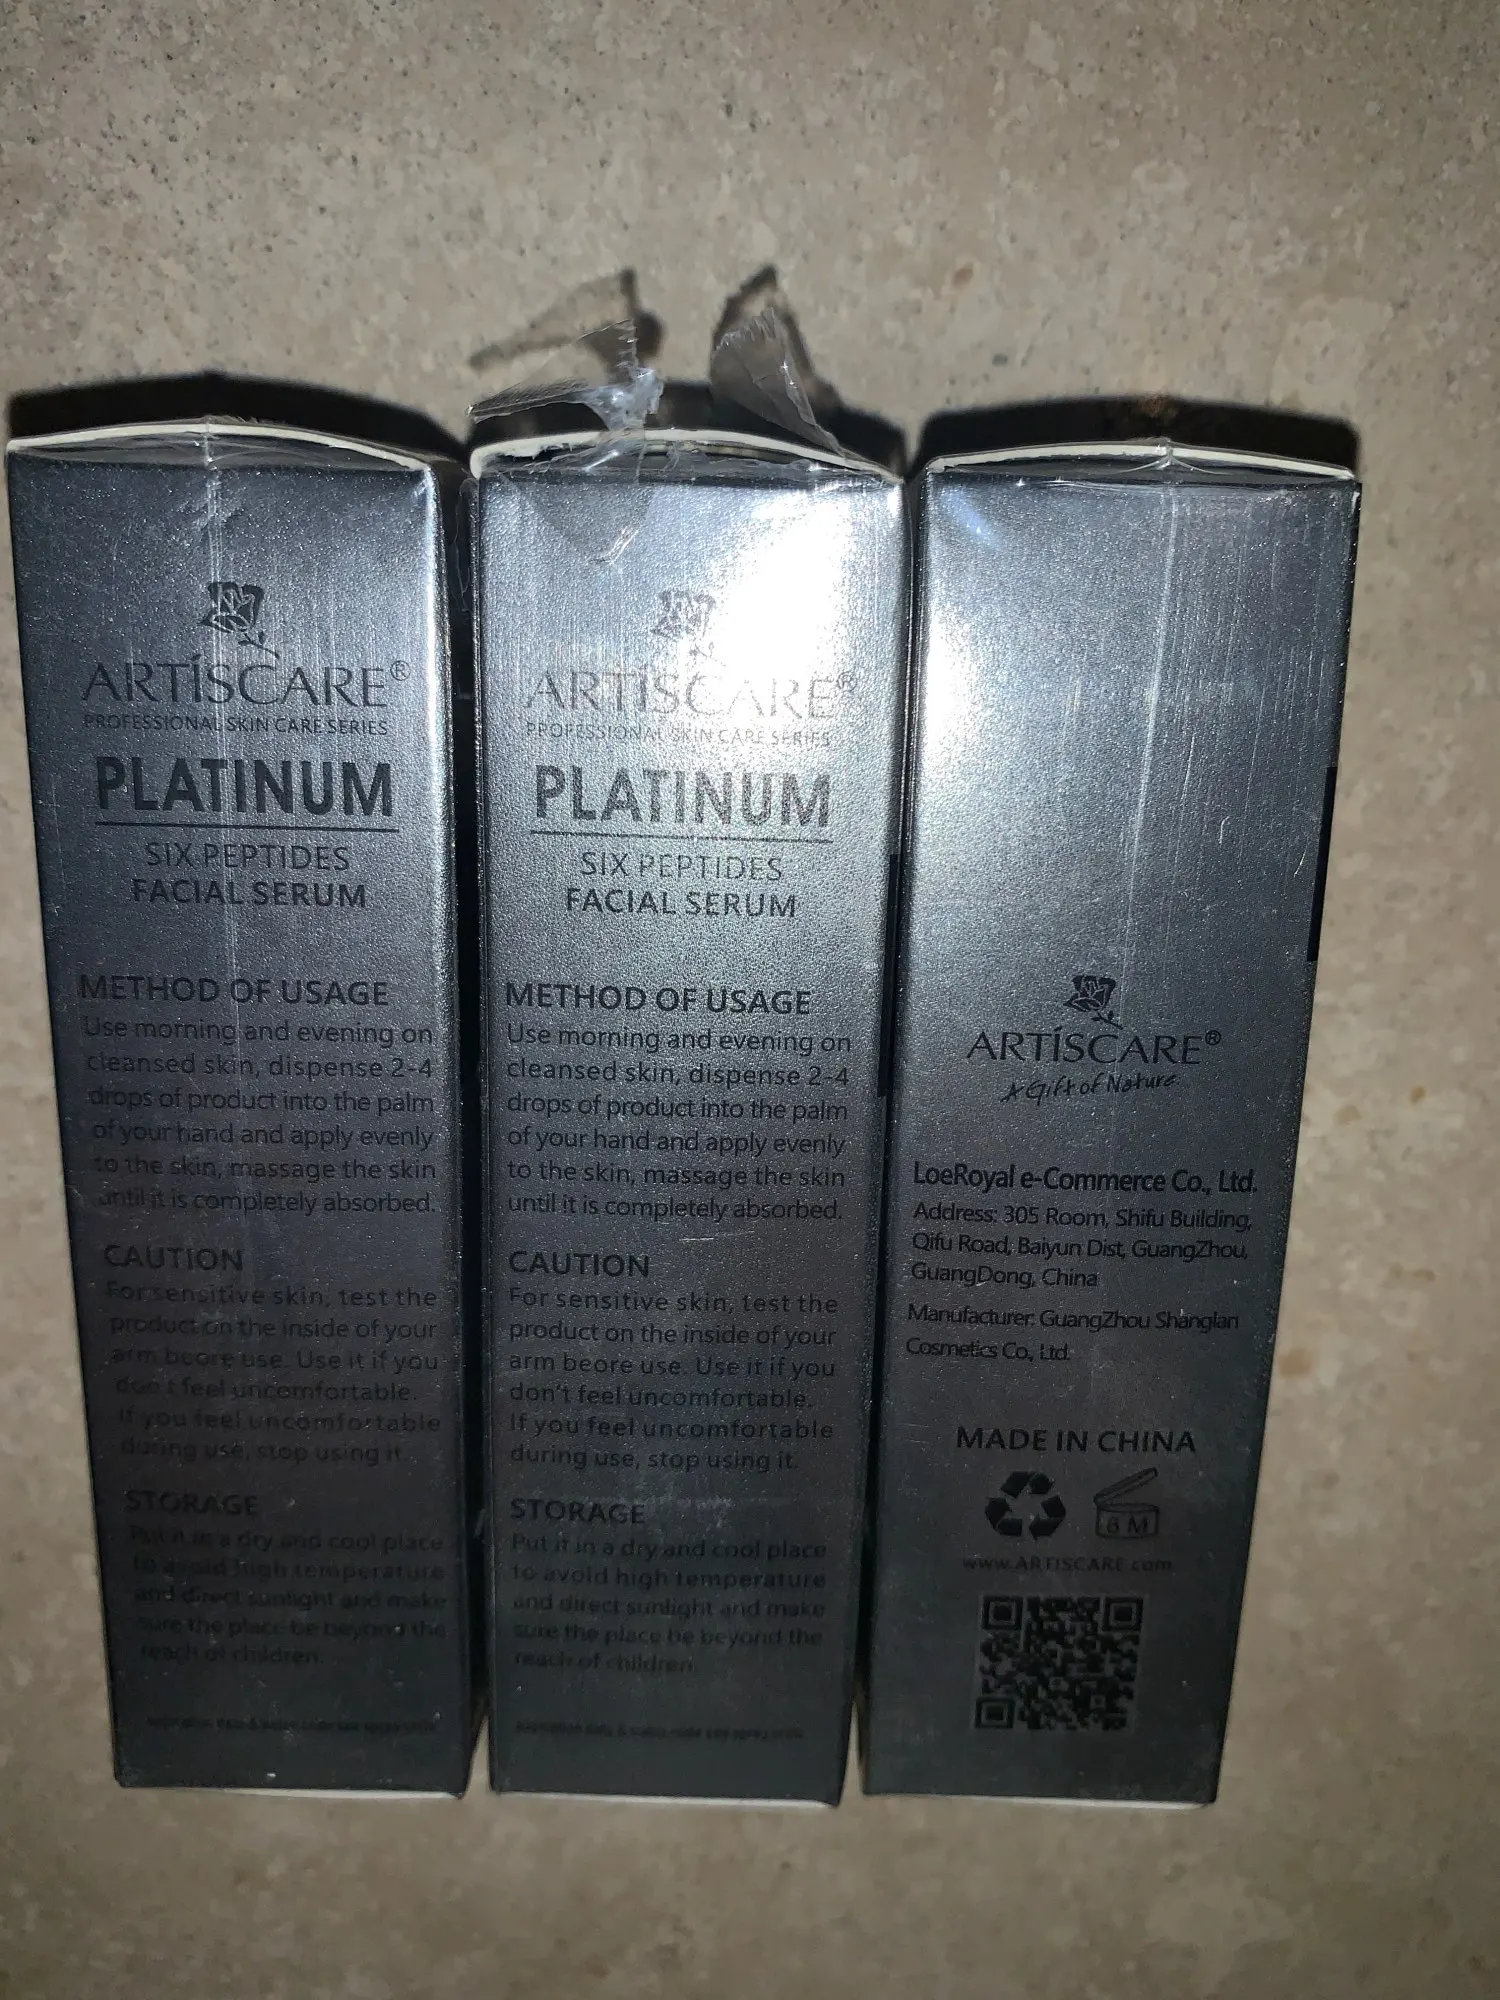 ARTÍSCARE®
PROFESSIONAL SKIN CARE SERIES
PLATINUM
SIX PEPTIDES
FACIAL SERUM
METHOD OF USAGE
Use morning and evening on
cleansed skin, dispense 2-4
drops of product into the palm
of your hand and apply evenly
to the skin, massage the skin
until it is completely absorbed.
CAUTION
For sensitive skin, test the
product on the inside of your
arm beore use. Use it if you
don't feel uncomfortable.
If you feel uncomfortable
during use, stop using it.
STORAGE
Put it in a dry and cool place
to avoid high temperature
and direct sunlight and make
sure the place be beyond the
reach of children.
ARTÍSCARE®
PROFESSIONAL SKIN CARE SERIES
PLATINUM
SIX PEPTIDES
FACIAL SERUM
METHOD OF USAGE
Use morning and evening on
cleansed skin, dispense 2-4
drops of product into the palm
of your hand and apply evenly
to the skin, massage the skin
until it is completely absorbed.
CAUTION
For sensitive skin, test the
product on the inside of your
arm beore use. Use it if you
don't feel uncomfortable.
If you feel uncomfortable
during use, stop using it.
STORAGE
Put it in a dry and cool place
to avoid high temperature
and direct sunlight and make
sure the place be beyond the
reach of children.
ARTÍSCARE®
A Gift of Nature
LoeRoyal e-Commerce Co., Ltd.
Address: 305 Room, Shifu Building,
Qifu Road, Baiyun Dist, GuangZhou,
GuangDong, China
Manufacturer: GuangZhou Shanglan
Cosmetics Co., Ltd.
MADE IN CHINA
6 M
www.ARTISCARE.com